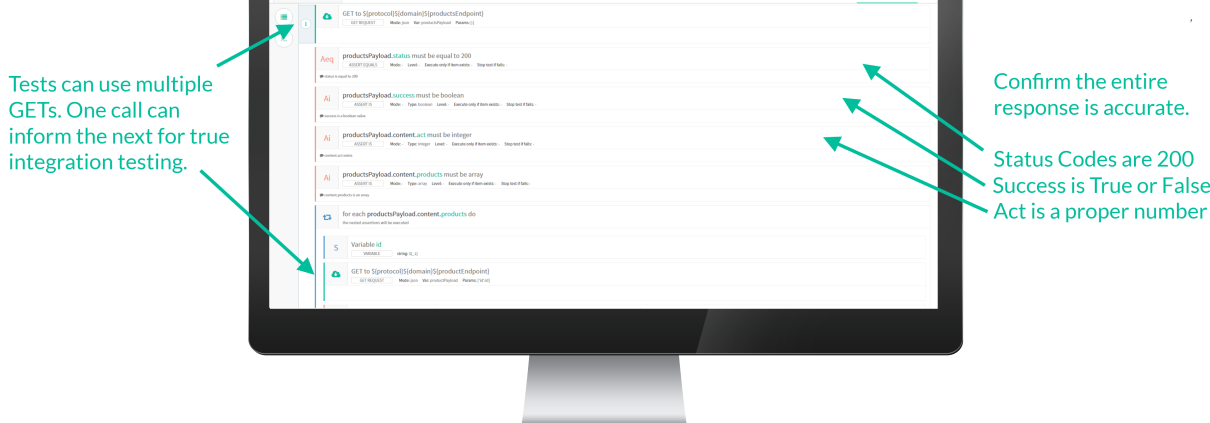 GET to ${protocol}${domain}${productsEndpoint}
GET REQUEST Mode: json Var: productsPayload Params: []
1
Aeq productsPayload.status must be equal to 200
ASSERT EQUALS Mode: - Level: - Execute only if item exists: - Stop test if fails: -
status is equal to 200
Ai productsPayload.success must be boolean
ASSERT IS Mode: - Type: boolean Level: - Execute only if item exists: - Stop test if fails: -
success is a boolean value
Ai productsPayload.content.act must be integer
ASSERT IS Mode: - Type: integer Level: - Execute only if item exists: - Stop test if fails: -
Ai productsPayload.content.products must be array
ASSERT IS Mode: - Type: array Level: - Execute only if item exists: - Stop test if fails: -
content products is an array
for each productsPayload.content.products do
the nested assertions will be executed
S Variable id
VARIABLE string: ${_1}
GET to ${protocol}${domain}${productEndpoint}
GET REQUEST Mode: json Var: productPayload Params: ['id':id]
Tests can use multiple
GETs. One call can
inform the next for true
integration testing.
Confirm the entire
response is accurate.
Status Codes are 200
Success is True or False
Act is a proper number